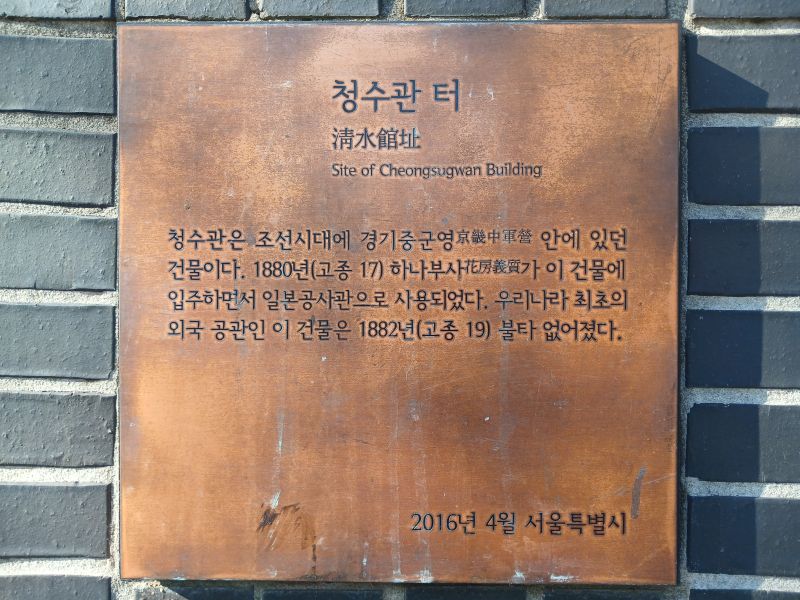 청수관 터
淸水館址
Site of Cheongsugwan Building
청수관은 조선시대에 경기중군영京畿中軍營 안에 있던
건물이다. 1880년(고종 17) 하나부사花房義質가 이 건물에
입주하면서 일본공사관으로 사용되었다. 우리나라 최초의
외국 공관인 이 건물은 1882년(고종 19) 불타 없어졌다.
2016년 4월 서울특별시